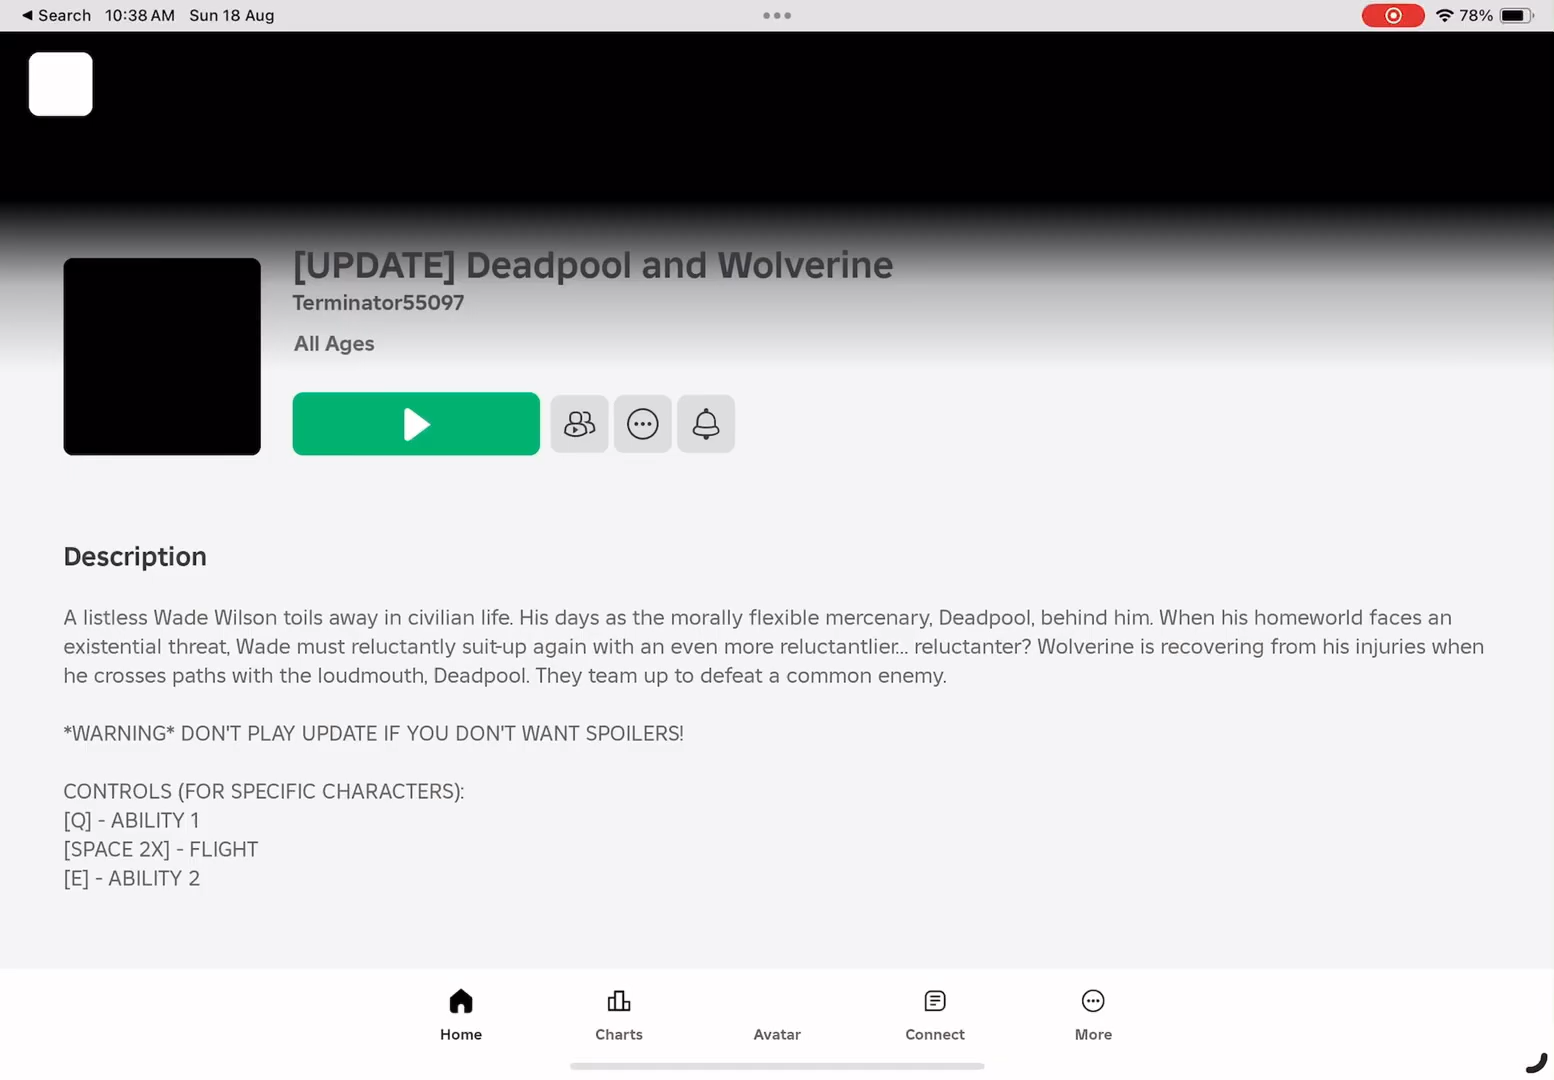 ◀ Search 10:38 AM Sun 18 Aug
78%
[UPDATE] Deadpool and Wolverine
Terminator55097
All Ages
Description
A listless Wade Wilson toils away in civilian life. His days as the morally flexible mercenary, Deadpool, behind him. When his homeworld faces an
existential threat, Wade must reluctantly suit-up again with an even more reluctantlier... reluctanter? Wolverine is recovering from his injuries when
he crosses paths with the loudmouth, Deadpool. They team up to defeat a common enemy.
*WARNING* DON'T PLAY UPDATE IF YOU DON'T WANT SPOILERS!
CONTROLS (FOR SPECIFIC CHARACTERS):
[Q] - ABILITY 1
[SPACE 2X] - FLIGHT
[E] - ABILITY 2
Home Charts Avatar Connect More